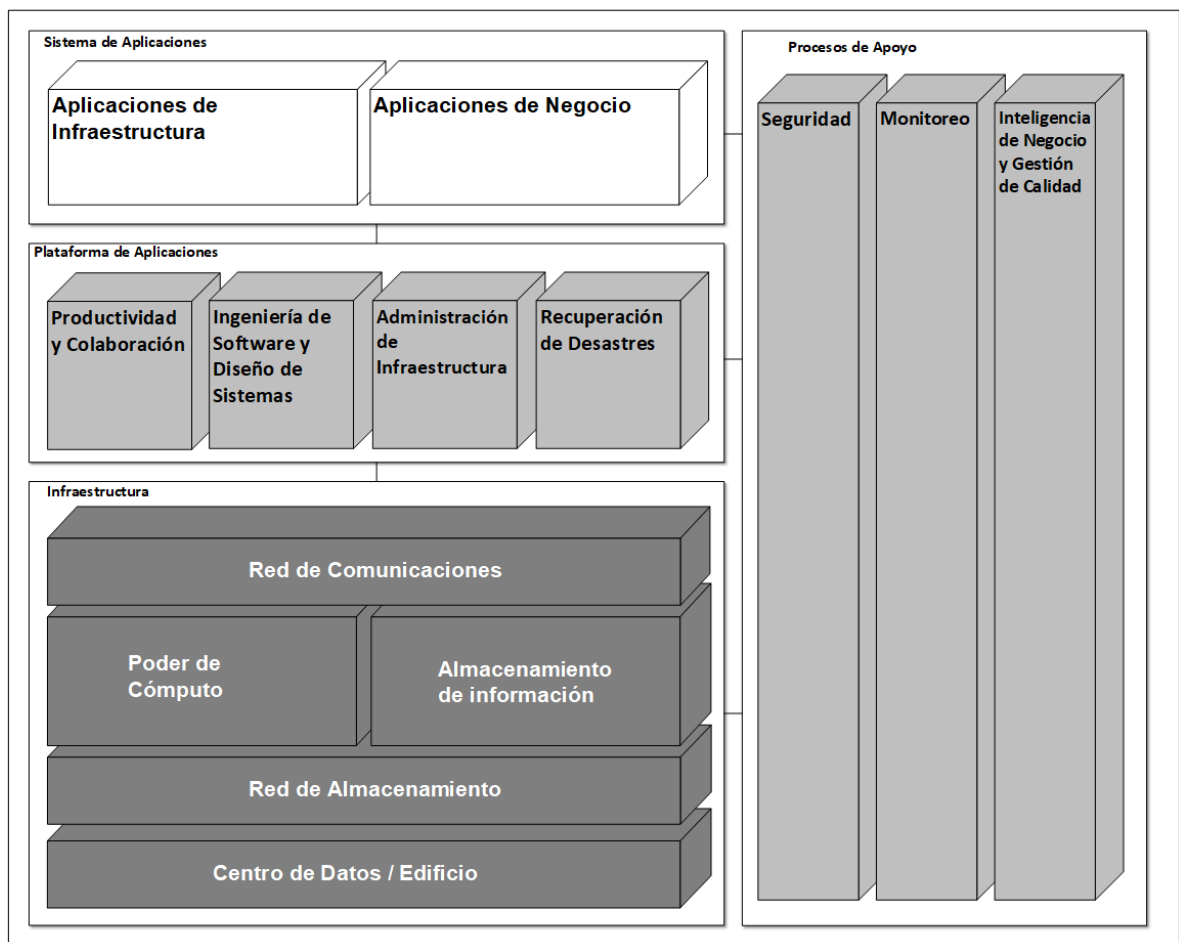 Sistema de Aplicaciones
Aplicaciones de
Infraestructura
Aplicaciones de Negocio
Plataforma de Aplicaciones
Productividad
y Colaboración
Ingeniería de
Software y
Diseño de
Sistemas
Administración
de
Infraestructura
Recuperación
de Desastres
Infraestructura
Red de Comunicaciones
Poder de
Cómputo
Almacenamiento
de información
Red de Almacenamiento
Centro de Datos / Edificio
Procesos de Apoyo
Seguridad
Monitoreo
Inteligencia
de Negocio
y Gestión
de Calidad